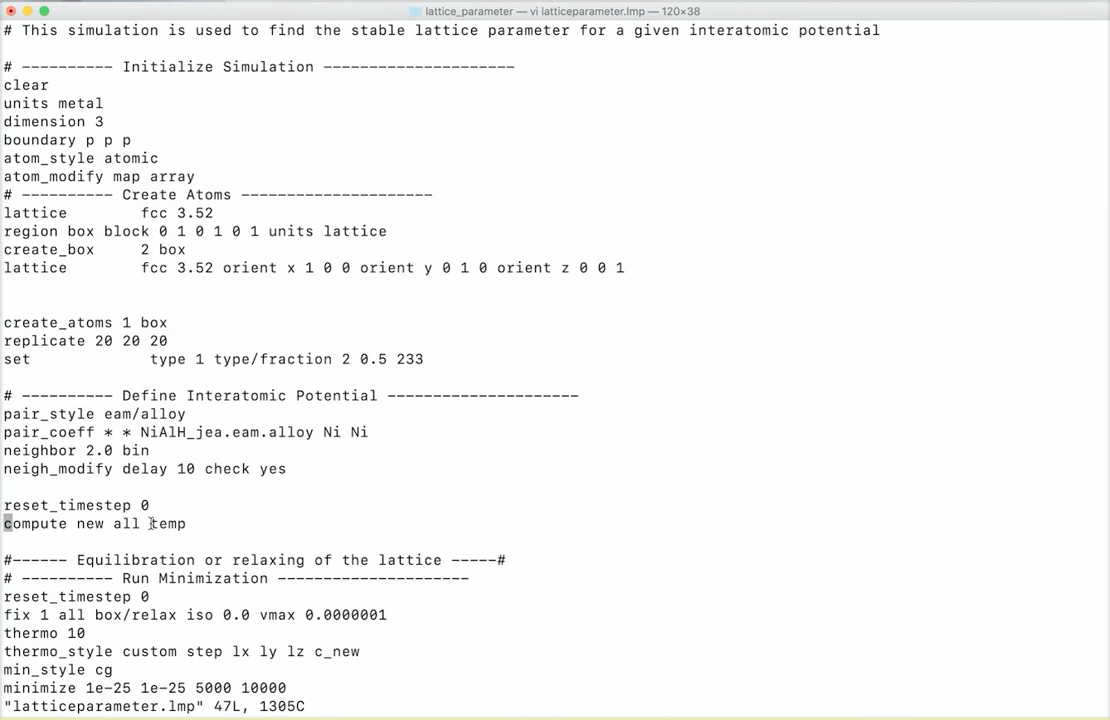 lattice_parameter — vi latticeparameter.lmp — 120×38
# This simulation is used to find the stable lattice parameter for a given interatomic potential
# ---------- Initialize Simulation ---------------------
clear
units metal
dimension 3
boundary p p p
atom_style atomic
atom_modify map array
# ---------- Create Atoms ---------------------
lattice         fcc 3.52
region box block 0 1 0 1 0 1 units lattice
create_box     2 box
lattice         fcc 3.52 orient x 1 0 0 orient y 0 1 0 orient z 0 0 1
create_atoms 1 box
replicate 20 20 20
set             type 1 type/fraction 2 0.5 233
# ---------- Define Interatomic Potential ---------------------
pair_style eam/alloy
pair_coeff * * NiAlH_jea.eam.alloy Ni Ni
neighbor 2.0 bin
neigh_modify delay 10 check yes
reset_timestep 0
compute new all temp
#------ Equilibration or relaxing of the lattice -----#
# ---------- Run Minimization ---------------------
reset_timestep 0
fix 1 all box/relax iso 0.0 vmax 0.0000001
thermo 10
thermo_style custom step lx ly lz c_new
min_style cg
minimize 1e-25 1e-25 5000 10000
"latticeparameter.lmp" 47L, 1305C